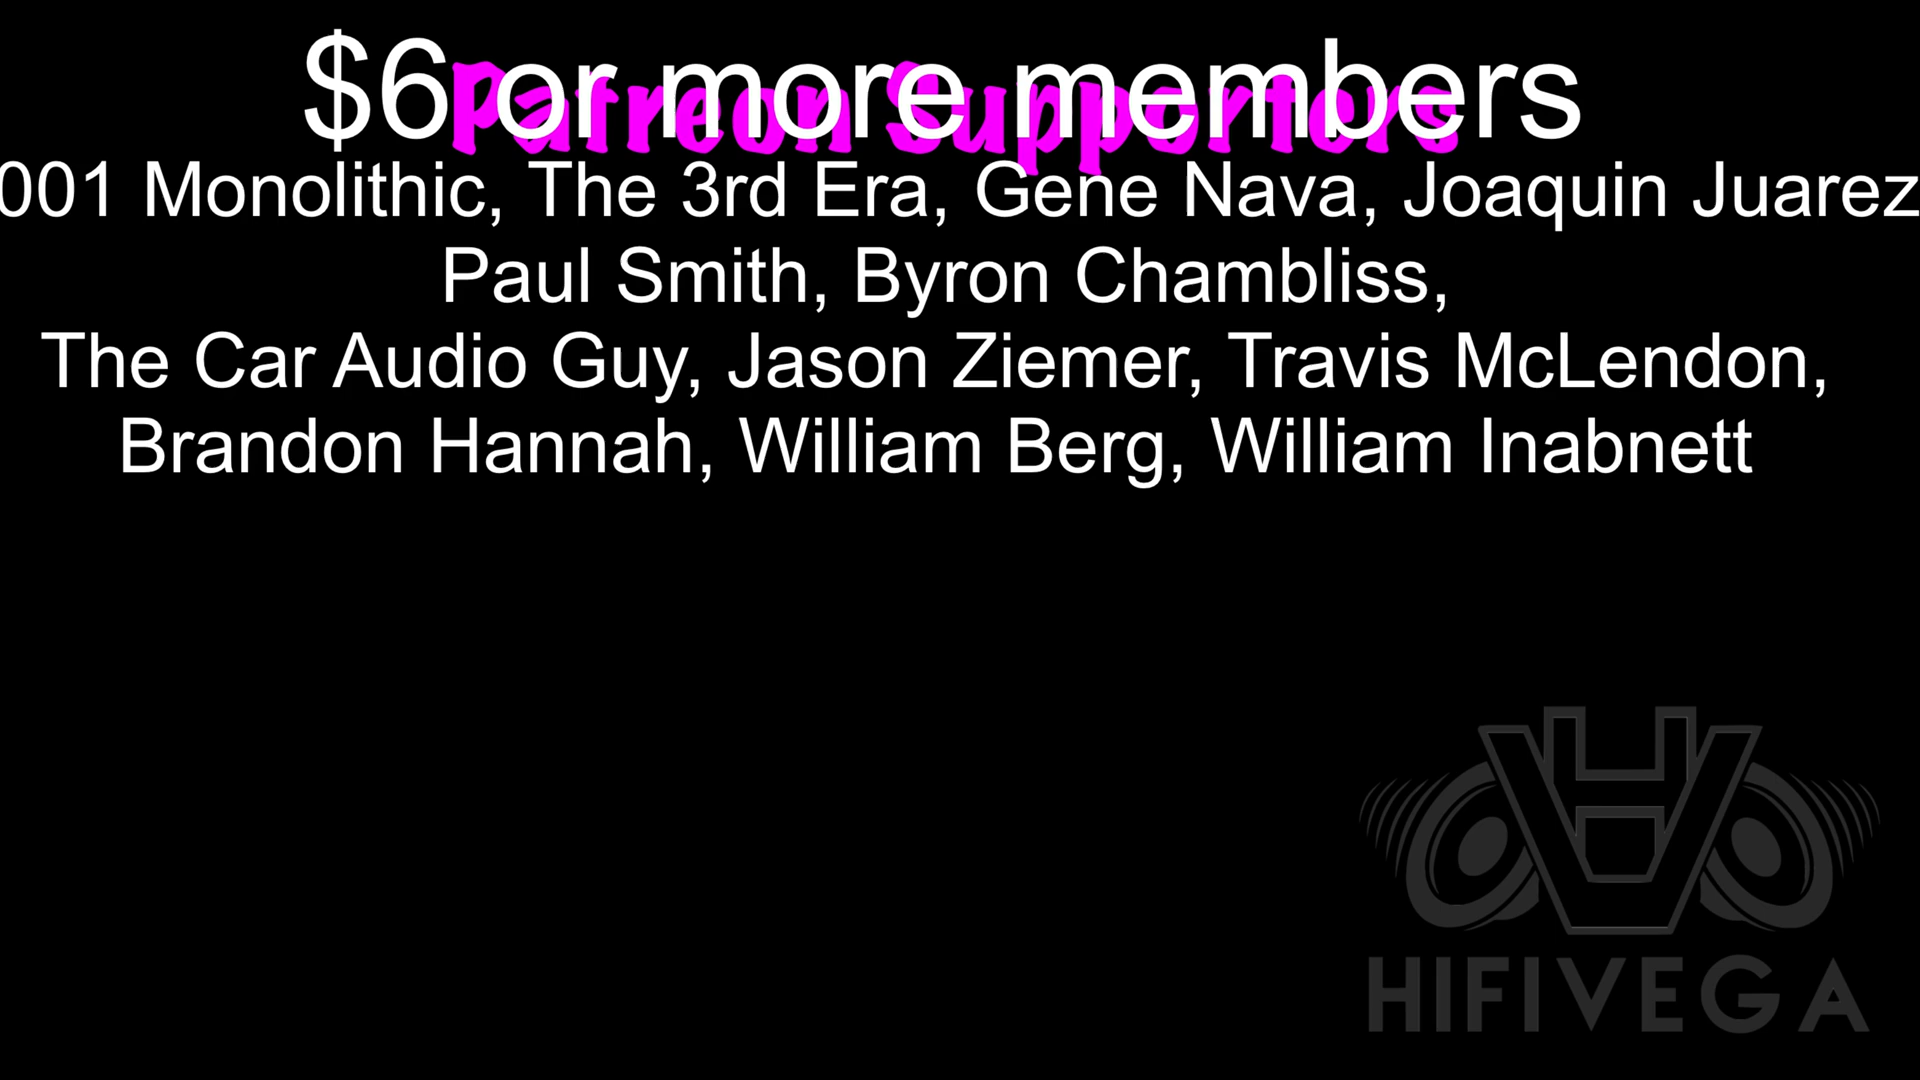 $6 or more members
Patreon Supporters
001 Monolithic, The 3rd Era, Gene Nava, Joaquin Juarez
Paul Smith, Byron Chambliss,
The Car Audio Guy, Jason Ziemer, Travis McLendon,
Brandon Hannah, William Berg, William Inabnett
HIFIVEGA